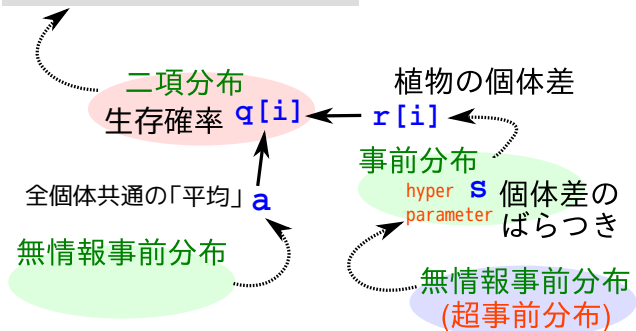 二項分布
植物の個体差
生存確率 q[i]
r[i]
事前分布
hyper parameter
s
個体差の
ばらつき
全個体共通の「平均」 a
無情報事前分布
無情報事前分布
(超事前分布)